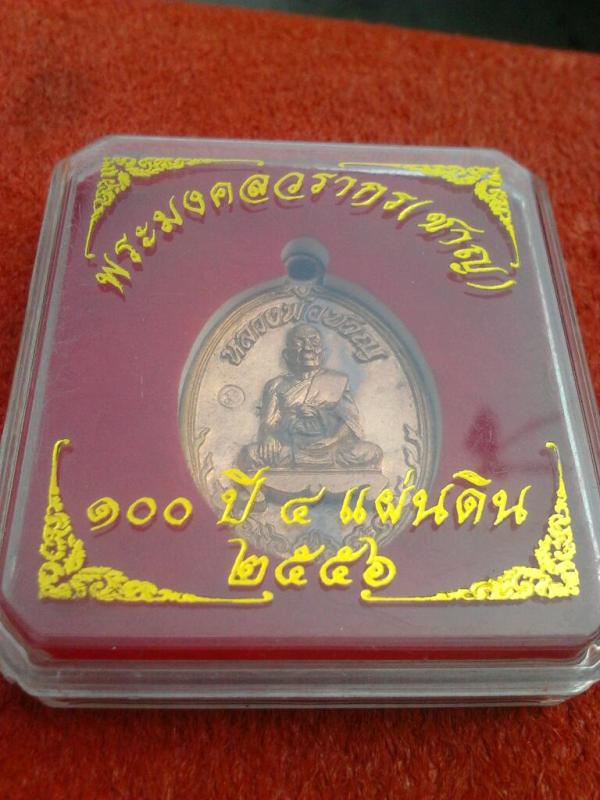 พระมงคลวรากร(ชาญ)
หลวงพ่อชาญ
๑๐๐ ปี ๔ แผ่นดิน
๒๕๕๖